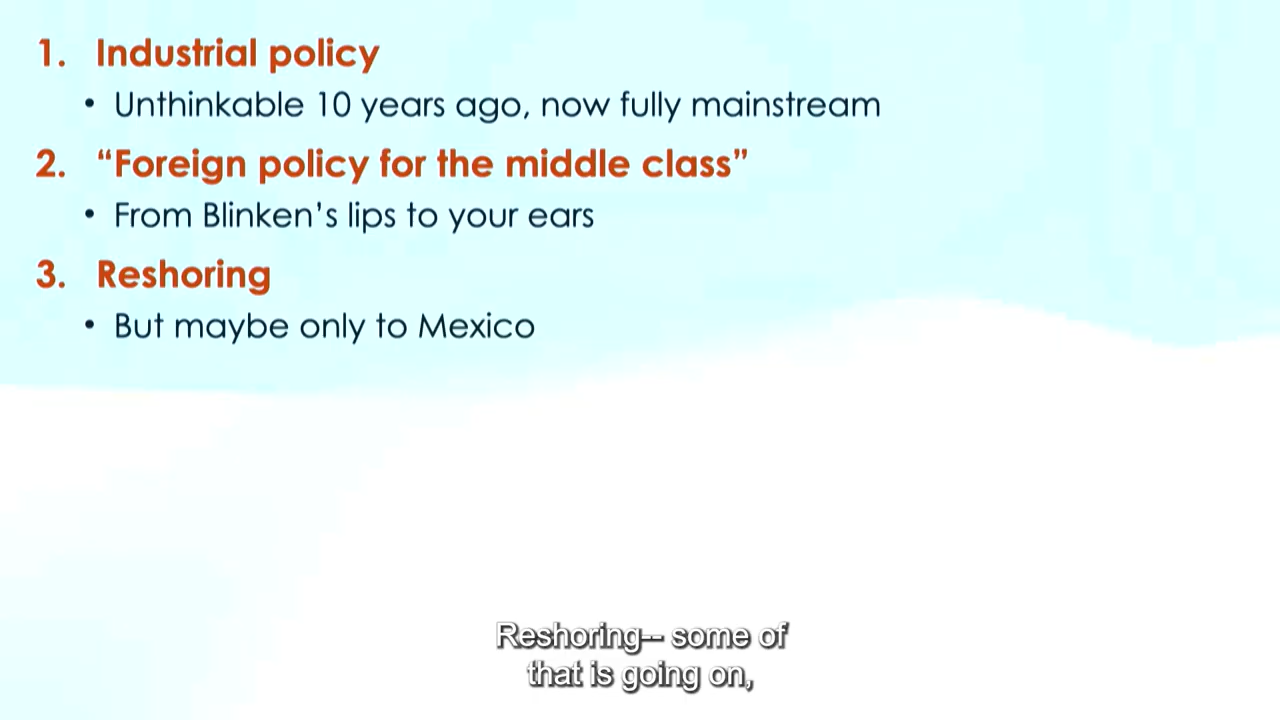 1. Industrial policy
• Unthinkable 10 years ago, now fully mainstream
2. “Foreign policy for the middle class”
• From Blinken’s lips to your ears
3. Reshoring
• But maybe only to Mexico
Reshoring-- some of
that is going on,